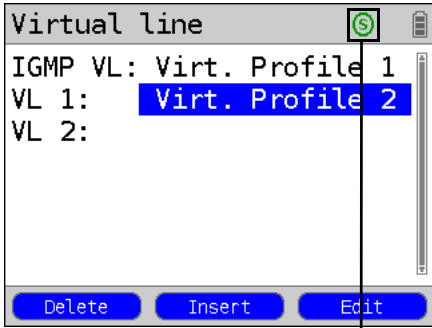 Virtual line S
IGMP VL: Virt. Profile 1
VL 1: Virt. Profile 2
VL 2:
Delete Insert Edit